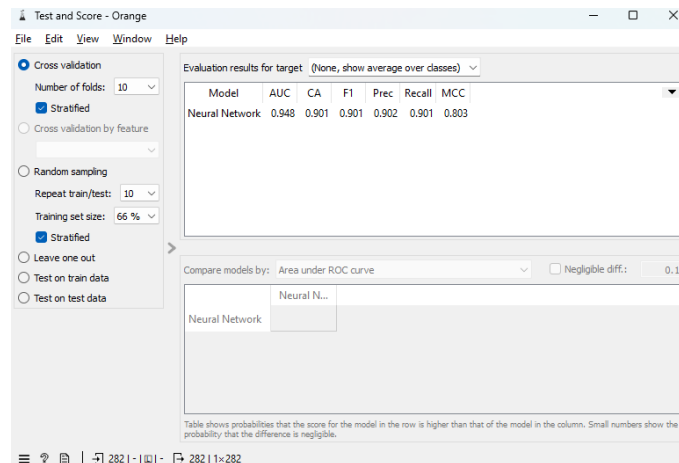 Test and Score - Orange
File Edit View Window Help
Cross validation
Number of folds: 10
Stratified
Cross validation by feature
Random sampling
Repeat train/test: 10
Training set size: 66 %
Stratified
Leave one out
Test on train data
Test on test data
Evaluation results for target (None, show average over classes)
Model AUC CA F1 Prec Recall MCC
Neural Network 0.948 0.901 0.901 0.902 0.901 0.803
Compare models by: Area under ROC curve Negligible diff.: 0.1
Neural N...
Neural Network
Table shows probabilities that the score for the model in the row is higher than that of the model in the column. Small numbers show the
probability that the difference is negligible.
282 | - | - 282 | 1×282